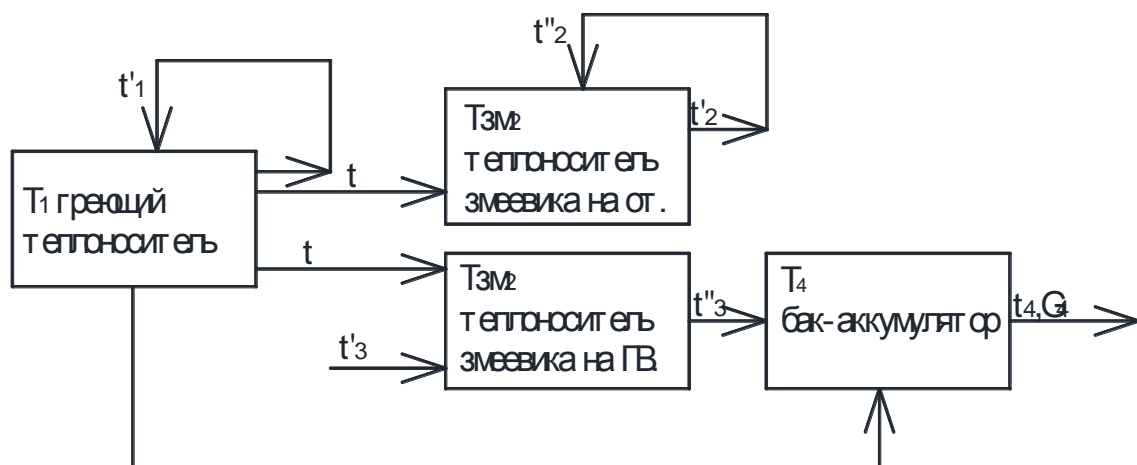 t"2
t'1
Tзм2
теплоноситель
змеевика на от.
t'2
T1 греющий
теплоноситель
t
t
Tзм2
теплоноситель
змеевика на ГВ.
t'3
t"3
T4
бак-аккумулятор
t4,G4